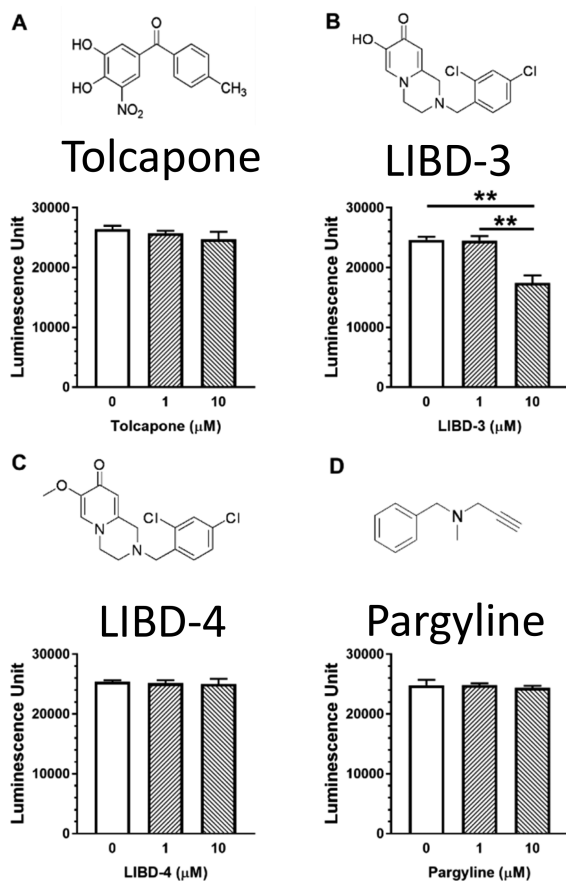 A
O
HO
HO
NO2
CH3
Tolcapone
B
O
HO
N
N
Cl
Cl
LIBD-3
30000
20000
10000
0
Luminescence Unit
0 1 10
Tolcapone (μM)
**
**
30000
20000
10000
0
Luminescence Unit
0 1 10
LIBD-3 (μM)
C
O
O
N
N
Cl
Cl
LIBD-4
D
N
Pargyline
30000
20000
10000
0
Luminescence Unit
0 1 10
LIBD-4 (μM)
30000
20000
10000
0
Luminescence Unit
0 1 10
Pargyline (μM)